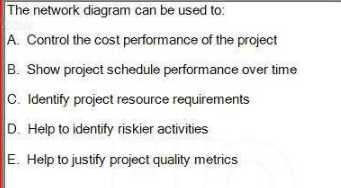 The network diagram can be used to:
A. Control the cost performance of the project
B. Show project schedule performance over time
C. Identify project resource requirements
D. Help to identify riskier activities
E. Help to justify project quality metrics